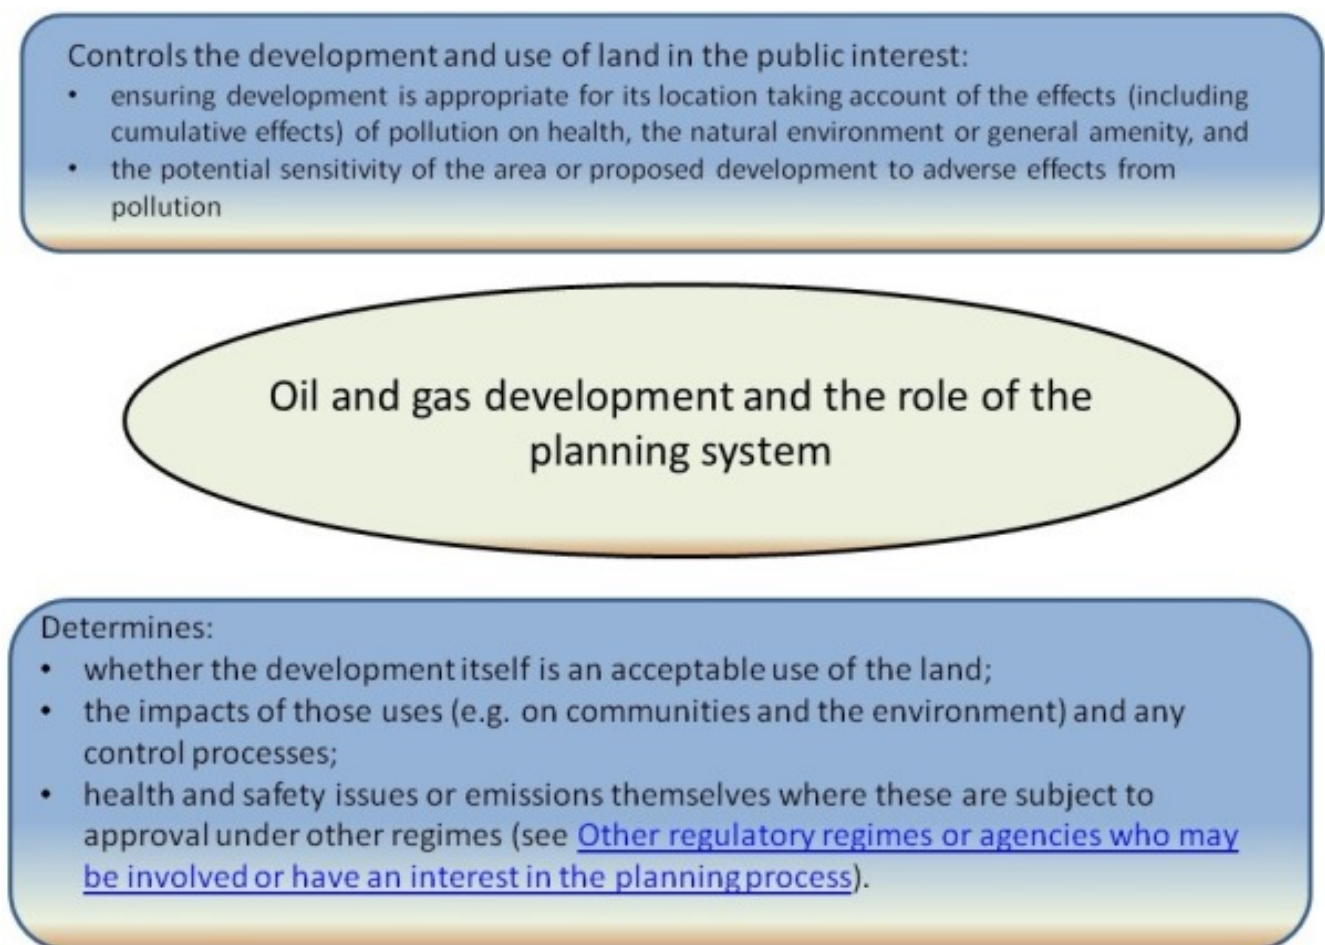 Controls the development and use of land in the public interest:
• ensuring development is appropriate for its location taking account of the effects (including
cumulative effects) of pollution on health, the natural environment or general amenity, and
• the potential sensitivity of the area or proposed development to adverse effects from
pollution
Oil and gas development and the role of the
planning system
Determines:
• whether the development itself is an acceptable use of the land;
• the impacts of those uses (e.g. on communities and the environment) and any
control processes;
• health and safety issues or emissions themselves where these are subject to
approval under other regimes (see Other regulatory regimes or agencies who may
be involved or have an interest in the planning process).